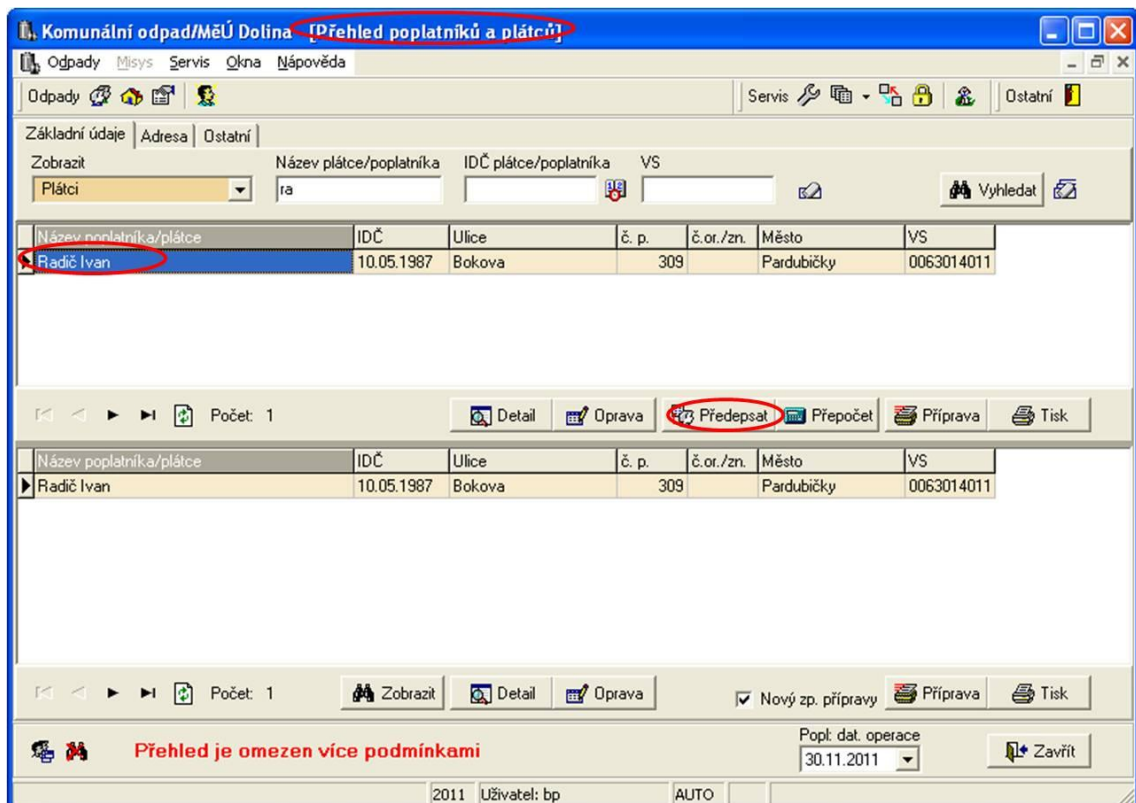 Komunální odpad/MěÚ Dolina - [Přehled poplatníků a plátců]
Odpady Misys Servis Okna Nápověda
Odpady Servis Ostatní
Základní údaje Adresa Ostatní
Zobrazit Název plátce/poplatníka IDČ plátce/poplatníka VS
Plátci ra Vyhledat
Název poplatníka/plátce IDČ Ulice č. p. č.or./zn. Město VS
Radič Ivan 10.05.1987 Bokova 309 Pardubičky 0063014011
Počet: 1 Detail Oprava Předepsat Přepočet Příprava Tisk
Název poplatníka/plátce IDČ Ulice č. p. č.or./zn. Město VS
Radič Ivan 10.05.1987 Bokova 309 Pardubičky 0063014011
Počet: 1 Zobrazit Detail Oprava Nový zp. přípravy Příprava Tisk
Popl: dat. operace
Přehled je omezen více podmínkami 30.11.2011 Zavřít
2011 Uživatel: bp AUTO